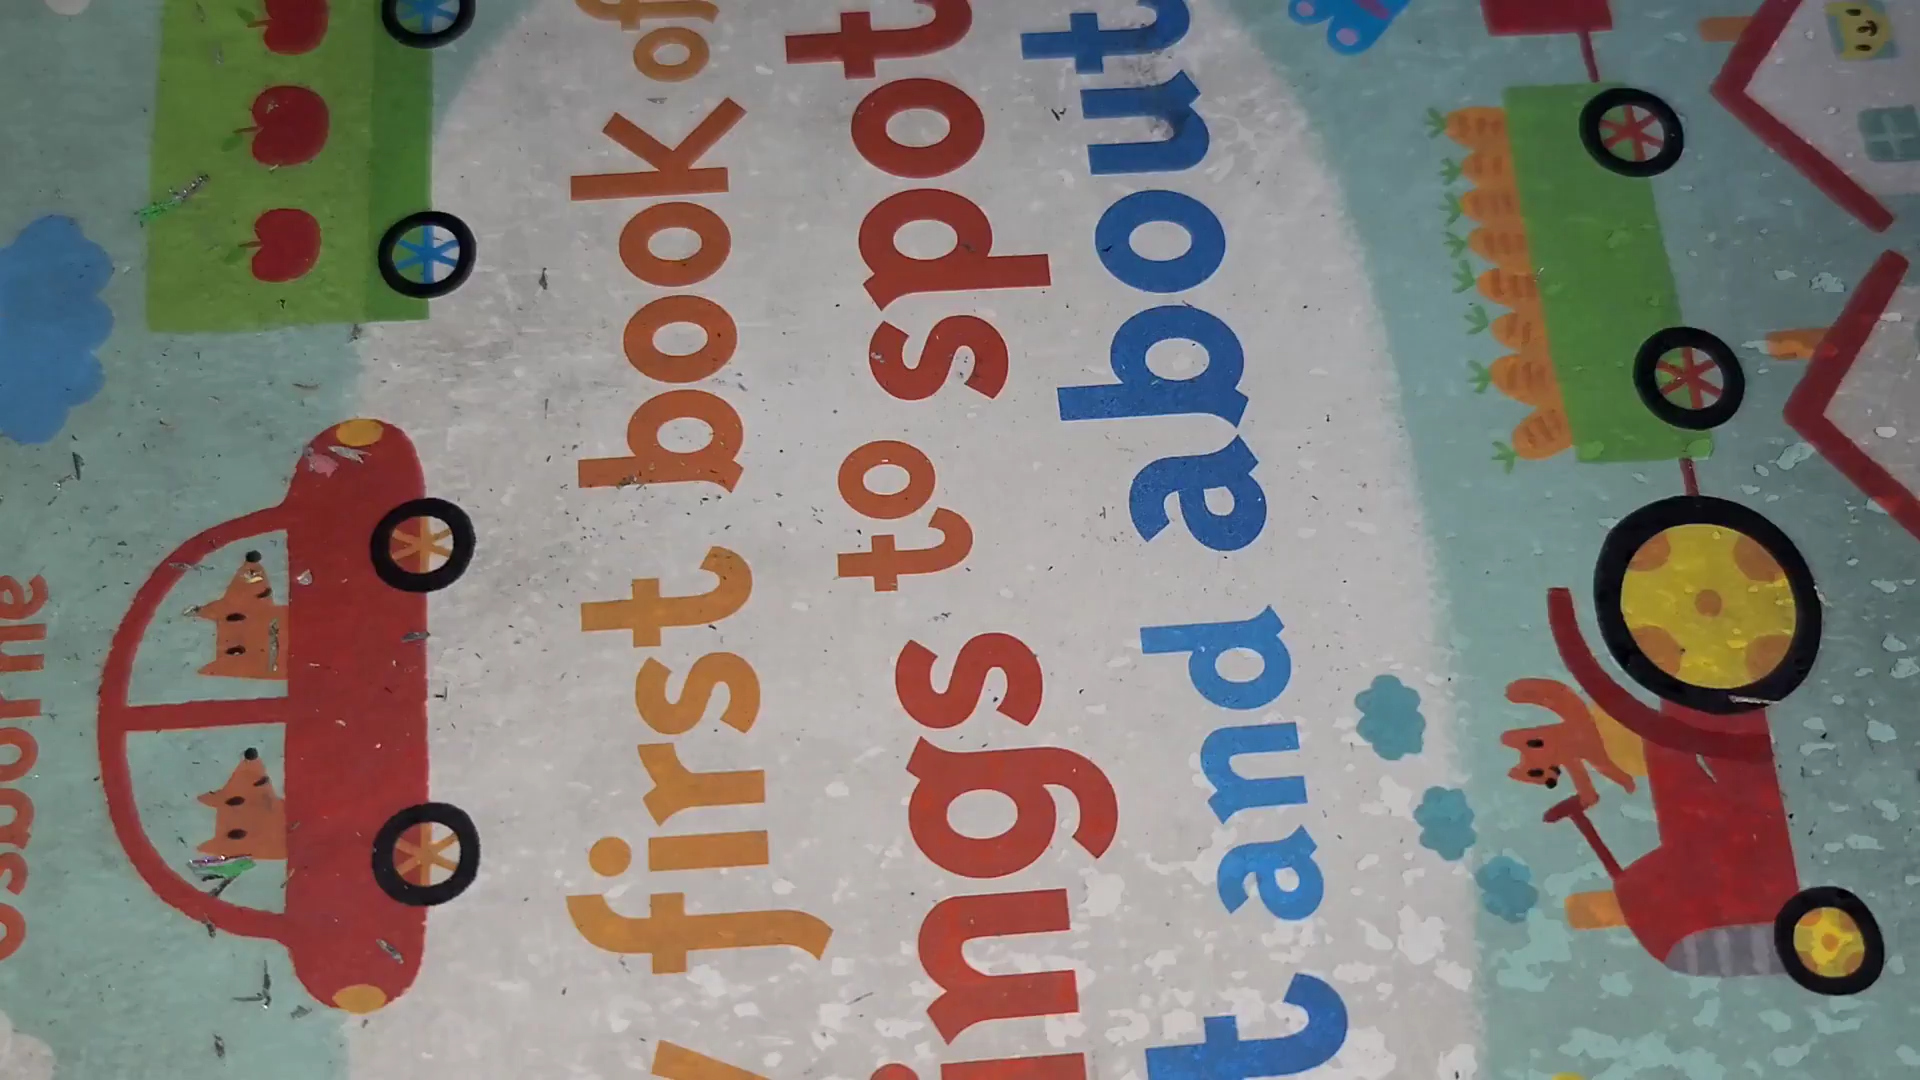 usborne
y first book of
ings to spot
t and about